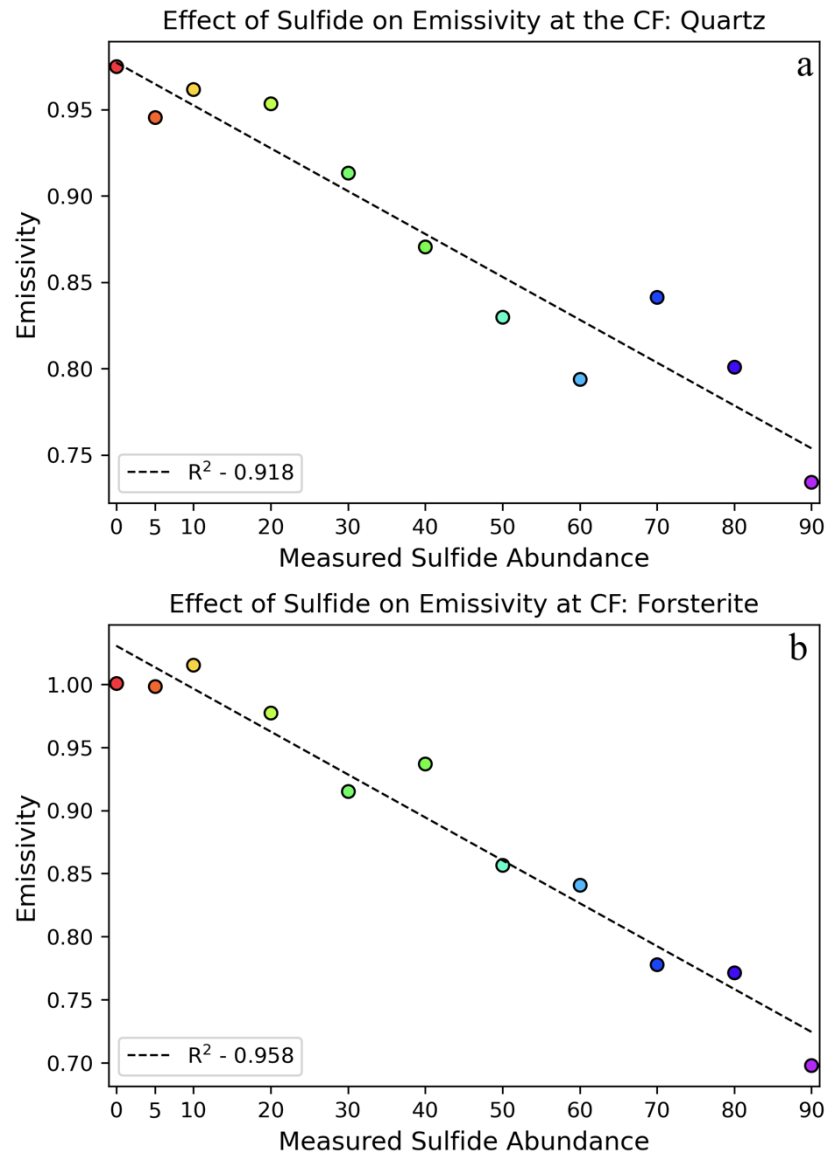 Effect of Sulfide on Emissivity at the CF: Quartz
a
0.95
0.90
0.85
0.80
0.75
Emissivity
R² - 0.918
0 5 10 20 30 40 50 60 70 80 90
Measured Sulfide Abundance
Effect of Sulfide on Emissivity at CF: Forsterite
b
1.00
0.95
0.90
0.85
0.80
0.75
0.70
Emissivity
R² - 0.958
0 5 10 20 30 40 50 60 70 80 90
Measured Sulfide Abundance